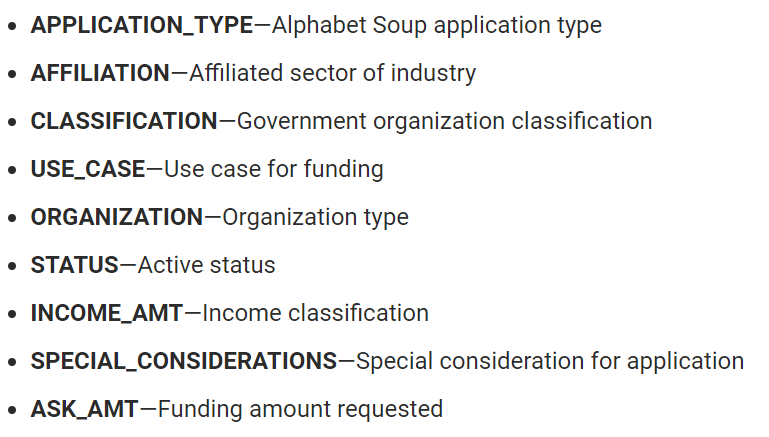 • APPLICATION_TYPE—Alphabet Soup application type
• AFFILIATION—Affiliated sector of industry
• CLASSIFICATION—Government organization classification
• USE_CASE—Use case for funding
• ORGANIZATION—Organization type
• STATUS—Active status
• INCOME_AMT—Income classification
• SPECIAL_CONSIDERATIONS—Special consideration for application
• ASK_AMT—Funding amount requested